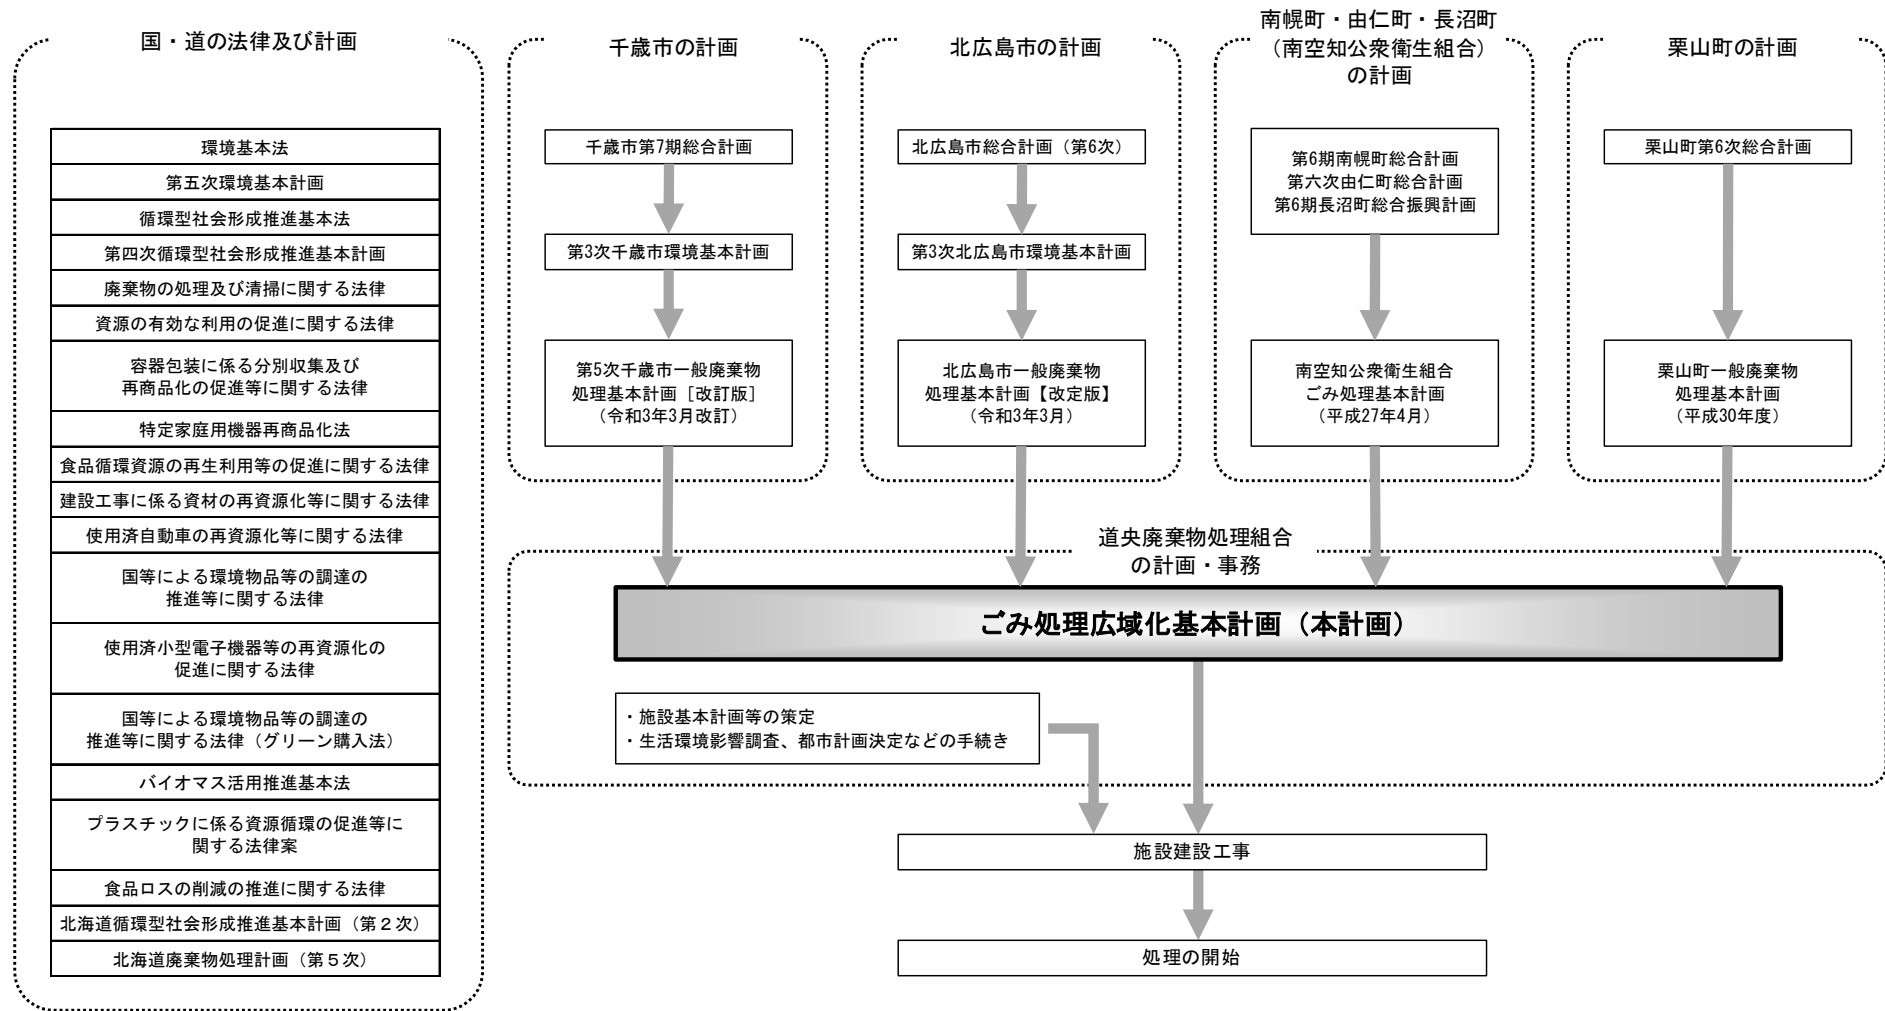 国・道の法律及び計画
環境基本法
第五次環境基本計画
循環型社会形成推進基本法
第四次循環型社会形成推進基本計画
廃棄物の処理及び清掃に関する法律
資源の有効な利用の促進に関する法律
容器包装に係る分別収集及び
再商品化の促進等に関する法律
特定家庭用機器再商品化法
食品循環資源の再生利用等の促進に関する法律
建設工事に係る資材の再資源化等に関する法律
使用済自動車の再資源化等に関する法律
国等による環境物品等の調達の
推進等に関する法律
使用済小型電子機器等の再資源化の
促進に関する法律
国等による環境物品等の調達の
推進等に関する法律（グリーン購入法）
バイオマス活用推進基本法
プラスチックに係る資源循環の促進等に
関する法律案
食品ロスの削減の推進に関する法律
北海道循環型社会形成推進基本計画（第２次）
北海道廃棄物処理計画（第５次）
千歳市の計画
千歳市第7期総合計画
第3次千歳市環境基本計画
第5次千歳市一般廃棄物
処理基本計画［改訂版］
（令和3年3月改訂）
北広島市の計画
北広島市総合計画（第6次）
第3次北広島市環境基本計画
北広島市一般廃棄物
処理基本計画【改定版】
（令和3年3月）
南幌町・由仁町・長沼町
（南空知公衆衛生組合）
の計画
第6期南幌町総合計画
第六次由仁町総合計画
第6期長沼町総合振興計画
南空知公衆衛生組合
ごみ処理基本計画
（平成27年4月）
栗山町の計画
栗山町第6次総合計画
栗山町一般廃棄物
処理基本計画
（平成30年度）
道央廃棄物処理組合
の計画・事務
ごみ処理広域化基本計画（本計画）
・施設基本計画等の策定
・生活環境影響調査、都市計画決定などの手続き
施設建設工事
処理の開始